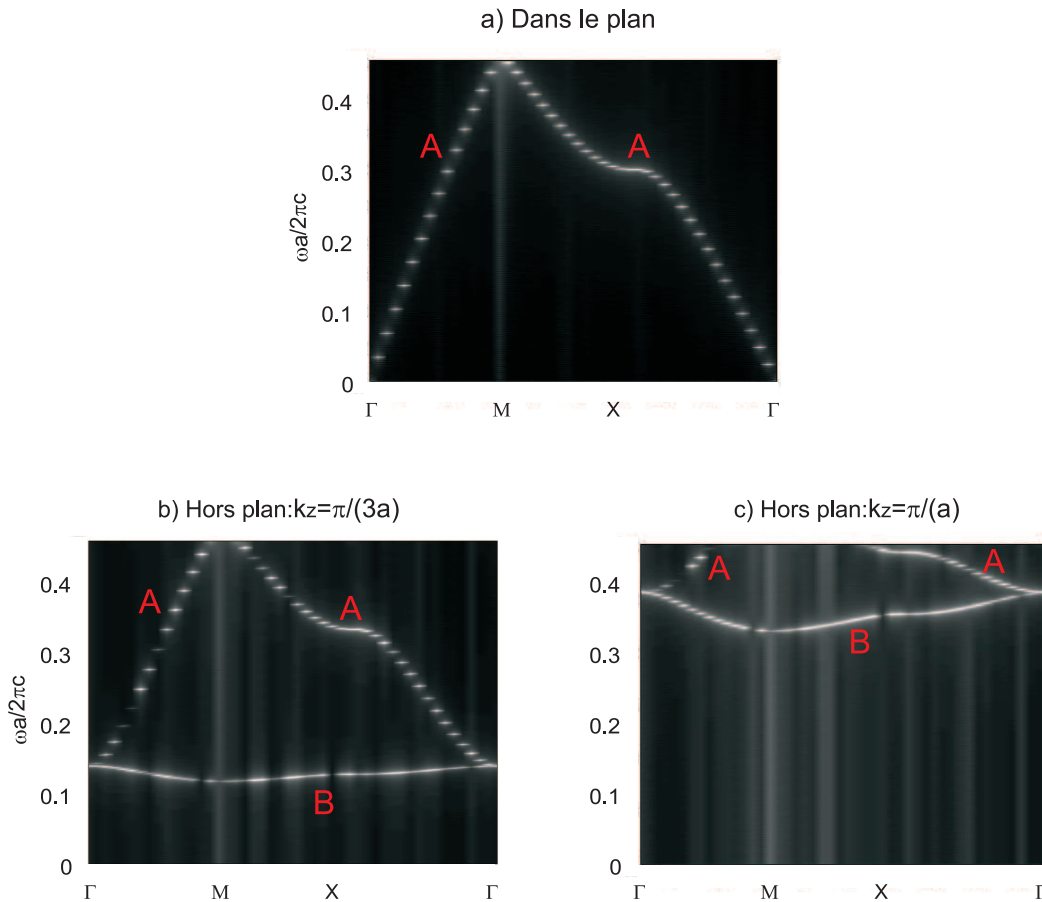 a) Dans le plan
ωa/2πc
0.4
0.3
0.2
0.1
0
A
A
Γ M X Γ
b) Hors plan:kz=π/(3a)
ωa/2πc
0.4
0.3
0.2
0.1
0
A
A
B
Γ M X Γ
c) Hors plan:kz=π/(a)
0.4
0.3
0.2
0.1
0
A
A
B
Γ M X Γ